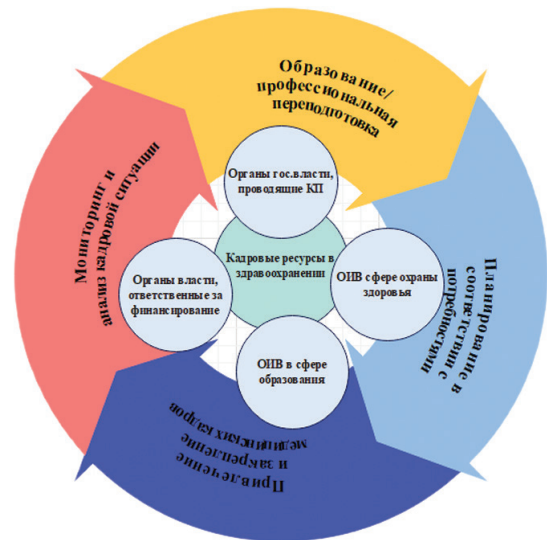 Образование/
профессиональная
переподготовка
Мониторинг и
анализ кадровой ситуации
Органы гос.власти,
проводящие КП
Кадровые ресурсы в
здравоохранении
Органы власти,
ответственные за
финансирование
ОИВ сфере охраны
здоровья
ОИВ в сфере
образования
Планирование в
соответствии с
потребностями
Привлечение
и закрепление
медицинских кадров